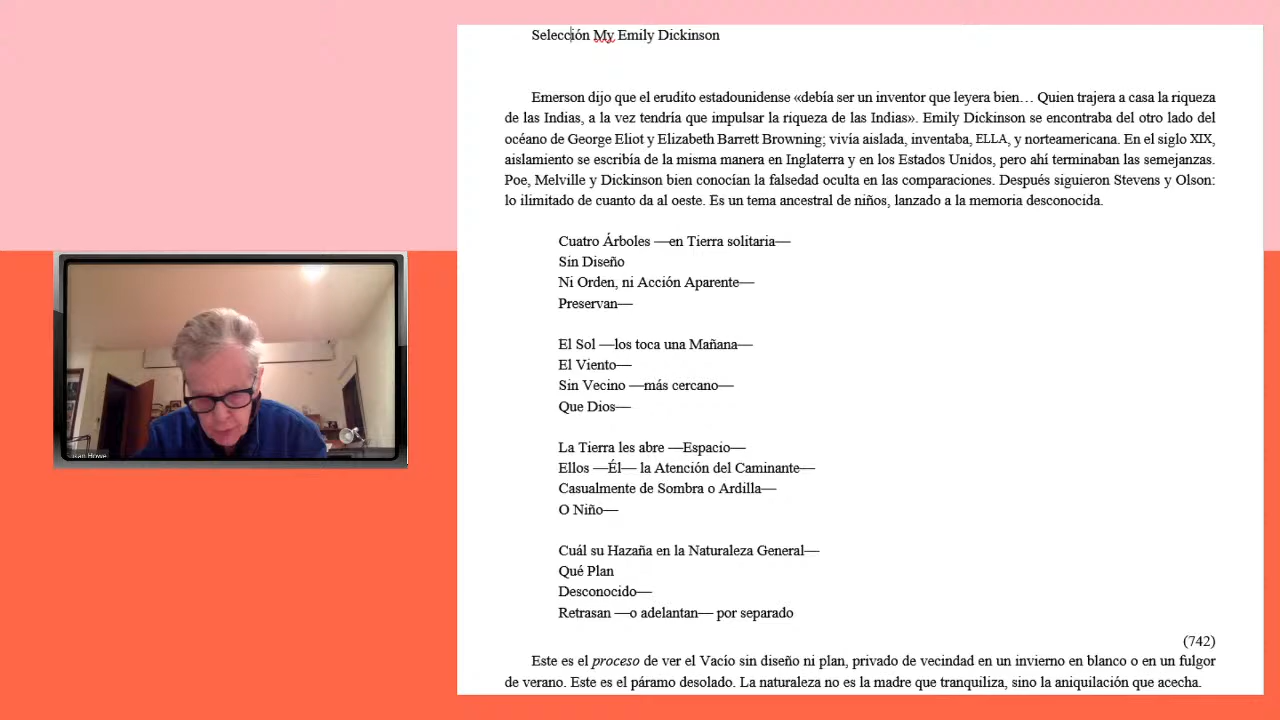 Selección My Emily Dickinson
Emerson dijo que el erudito estadounidense «debía ser un inventor que leyera bien… Quien trajera a casa la riqueza
de las Indias, a la vez tendría que impulsar la riqueza de las Indias». Emily Dickinson se encontraba del otro lado del
océano de George Eliot y Elizabeth Barrett Browning; vivía aislada, inventaba, ELLA, y norteamericana. En el siglo XIX,
aislamiento se escribía de la misma manera en Inglaterra y en los Estados Unidos, pero ahí terminaban las semejanzas.
Poe, Melville y Dickinson bien conocían la falsedad oculta en las comparaciones. Después siguieron Stevens y Olson:
lo ilimitado de cuanto da al oeste. Es un tema ancestral de niños, lanzado a la memoria desconocida.
Cuatro Árboles —en Tierra solitaria—
Sin Diseño
Ni Orden, ni Acción Aparente—
Preservan—
El Sol —los toca una Mañana—
El Viento—
Sin Vecino —más cercano—
Que Dios—
La Tierra les abre —Espacio—
Ellos —Él— la Atención del Caminante—
Casualmente de Sombra o Ardilla—
O Niño—
Cuál su Hazaña en la Naturaleza General—
Qué Plan
Desconocido—
Retrasan —o adelantan— por separado
(742)
Este es el proceso de ver el Vacío sin diseño ni plan, privado de vecindad en un invierno en blanco o en un fulgor
de verano. Este es el páramo desolado. La naturaleza no es la madre que tranquiliza, sino la aniquilación que acecha.
Howe